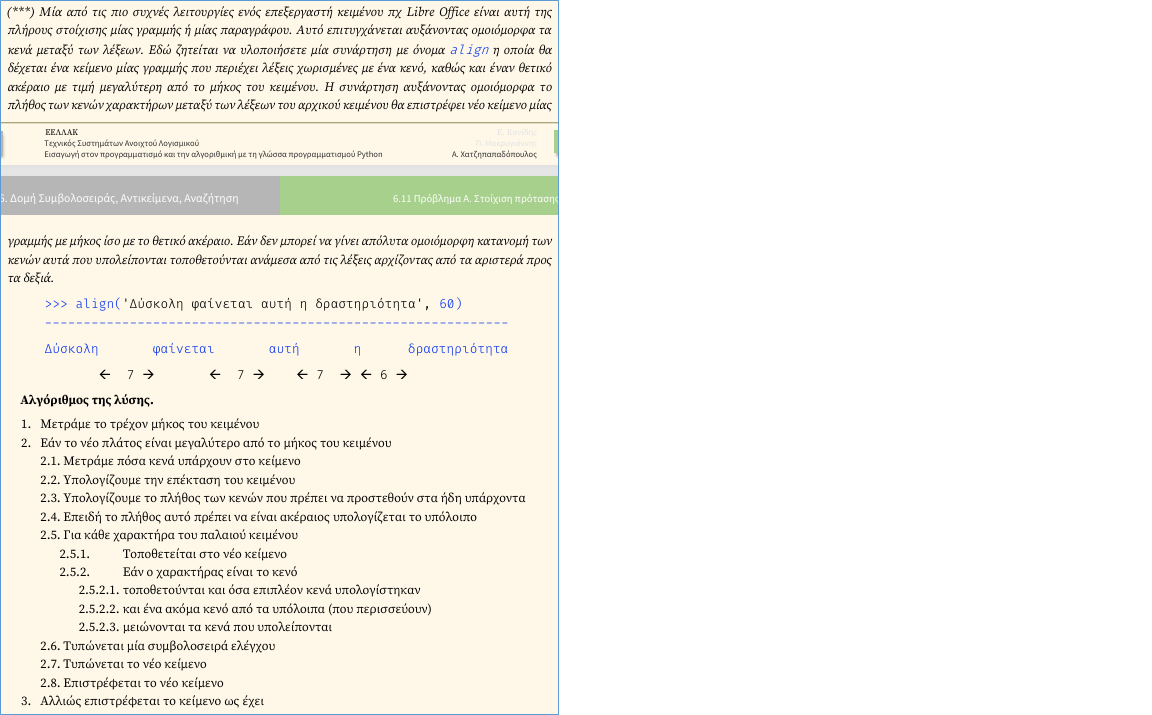 (***) Μία από τις πιο συχνές λειτουργίες ενός επεξεργαστή κειμένου πχ Libre Office είναι αυτή της
πλήρους στοίχισης μίας γραμμής ή μίας παραγράφου. Αυτό επιτυγχάνεται αυξάνοντας ομοιόμορφα τα
κενά μεταξύ των λέξεων. Εδώ ζητείται να υλοποιήσετε μία συνάρτηση με όνομα align η οποία θα
δέχεται ένα κείμενο μίας γραμμής που περιέχει λέξεις χωρισμένες με ένα κενό, καθώς και έναν θετικό
ακέραιο με τιμή μεγαλύτερη από το μήκος του κειμένου. Η συνάρτηση αυξάνοντας ομοιόμορφα το
πλήθος των κενών χαρακτήρων μεταξύ των λέξεων του αρχικού κειμένου θα επιστρέφει νέο κείμενο μίας
ΕΕΛΛΑΚ
Τεχνικός Συστημάτων Ανοιχτού Λογισμικού
Εισαγωγή στον προγραμματισμό και την αλγοριθμική με τη γλώσσα προγραμματισμού Python
Α. Χατζηπαπαδόπουλος
6. Δομή Συμβολοσειράς, Αντικείμενα, Αναζήτηση
6.11 Πρόβλημα Α. Στοίχιση πρότασης
γραμμής με μήκος ίσο με το θετικό ακέραιο. Εάν δεν μπορεί να γίνει απόλυτα ομοιόμορφη κατανομή των
κενών αυτά που υπολείπονται τοποθετούνται ανάμεσα από τις λέξεις αρχίζοντας από τα αριστερά προς
τα δεξιά.
>>> align('Δύσκολη φαίνεται αυτή η δραστηριότητα', 60)
------------------------------------------------------------
Δύσκολη φαίνεται αυτή η δραστηριότητα
← 7 → ← 7 → ← 7 → ← 6 →
Αλγόριθμος της λύσης.
1. Μετράμε το τρέχον μήκος του κειμένου
2. Εάν το νέο πλάτος είναι μεγαλύτερο από το μήκος του κειμένου
2.1. Μετράμε πόσα κενά υπάρχουν στο κείμενο
2.2. Υπολογίζουμε την επέκταση του κειμένου
2.3. Υπολογίζουμε το πλήθος των κενών που πρέπει να προστεθούν στα ήδη υπάρχοντα
2.4. Επειδή το πλήθος αυτό πρέπει να είναι ακέραιος υπολογίζεται το υπόλοιπο
2.5. Για κάθε χαρακτήρα του παλαιού κειμένου
2.5.1. Τοποθετείται στο νέο κείμενο
2.5.2. Εάν ο χαρακτήρας είναι το κενό
2.5.2.1. τοποθετούνται και όσα επιπλέον κενά υπολογίστηκαν
2.5.2.2. και ένα ακόμα κενό από τα υπόλοιπα (που περισσεύουν)
2.5.2.3. μειώνονται τα κενά που υπολείπονται
2.6. Τυπώνεται μία συμβολοσειρά ελέγχου
2.7. Τυπώνεται το νέο κείμενο
2.8. Επιστρέφεται το νέο κείμενο
3. Αλλιώς επιστρέφεται το κείμενο ως έχει